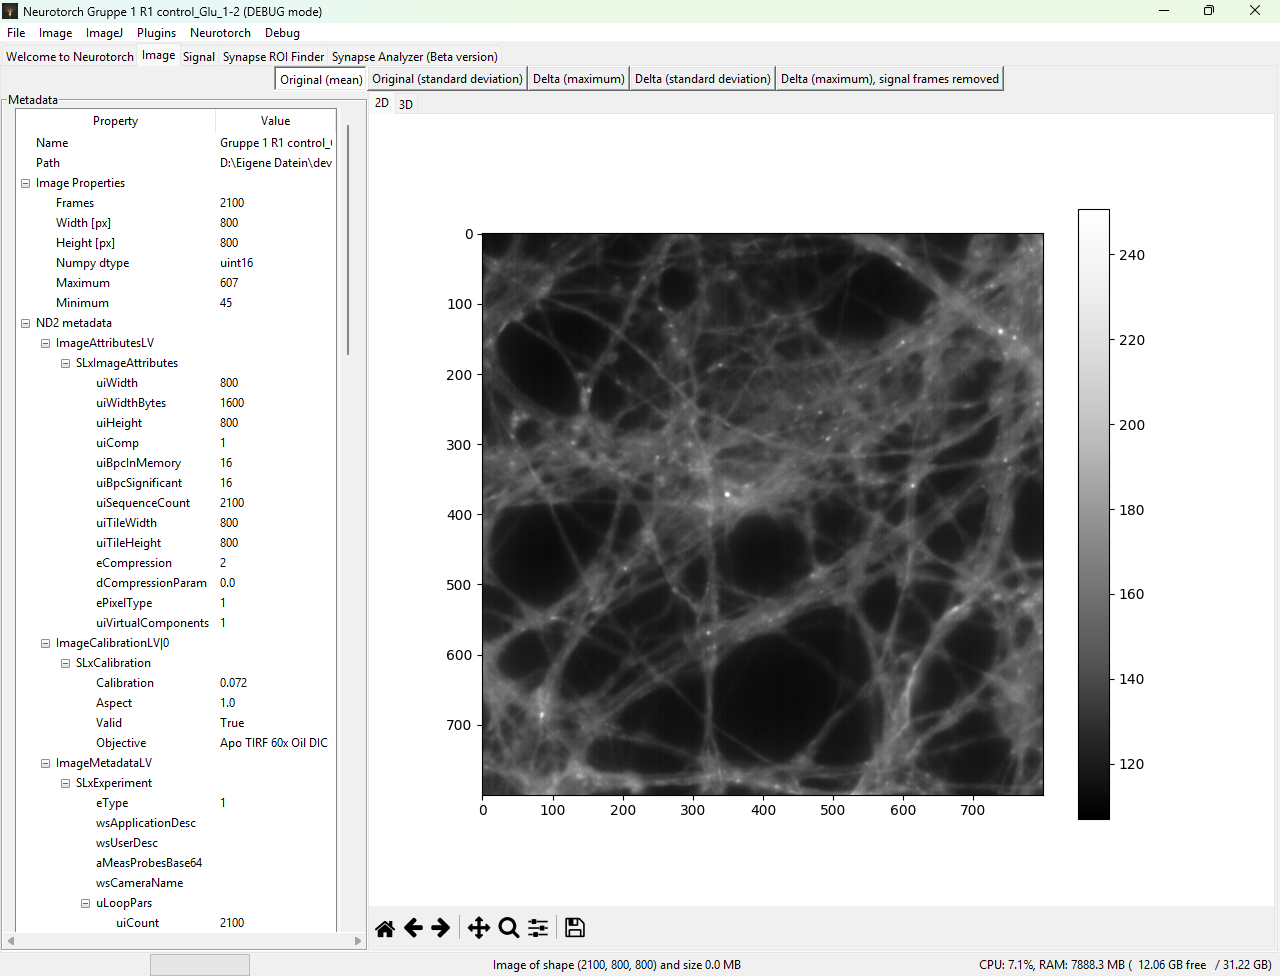 Neurotorch Gruppe 1 R1 control_Glu_1-2 (DEBUG mode)
File Image ImageJ Plugins Neurotorch Debug
Welcome to Neurotorch Image Signal Synapse ROI Finder Synapse Analyzer (Beta version)
Original (mean) Original (standard deviation) Delta (maximum) Delta (standard deviation) Delta (maximum), signal frames removed
Metadata
2D 3D
Property Value
Name Gruppe 1 R1 control_
Path D:\Eigene Datein\dev
Image Properties
Frames 2100
Width [px] 800
Height [px] 800
Numpy dtype uint16
Maximum 607
Minimum 45
ND2 metadata
ImageAttributesLV
SLxImageAttributes
uiWidth 800
uiWidthBytes 1600
uiHeight 800
uiComp 1
uiBpcInMemory 16
uiBpcSignificant 16
uiSequenceCount 2100
uiTileWidth 800
uiTileHeight 800
eCompression 2
dCompressionParam 0.0
ePixelType 1
uiVirtualComponents 1
ImageCalibrationLV|0
SLxCalibration
Calibration 0.072
Aspect 1.0
Valid True
Objective Apo TIRF 60x Oil DIC
ImageMetadataLV
SLxExperiment
eType 1
wsApplicationDesc
wsUserDesc
aMeasProbesBase64
wsCameraName
uLoopPars
uiCount 2100
0
100
200
300
400
500
600
700
0 100 200 300 400 500 600 700
240
220
200
180
160
140
120
Image of shape (2100, 800, 800) and size 0.0 MB
CPU: 7.1%, RAM: 7888.3 MB ( 12.06 GB free / 31.22 GB)